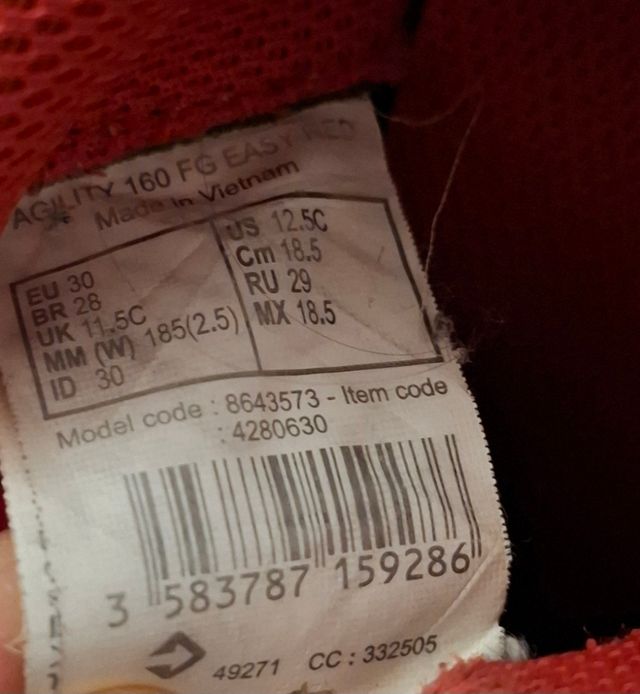 AGILITY 160 FG EASY RED
Made in Vietnam
EU 30
BR 28
UK 11.5C
MM (W) 185(2.5)
ID 30
US 12.5C
Cm 18.5
RU 29
MX 18.5
Model code : 8643573 - Item code
: 4280630
3 583787 159286
49271 CC : 332505